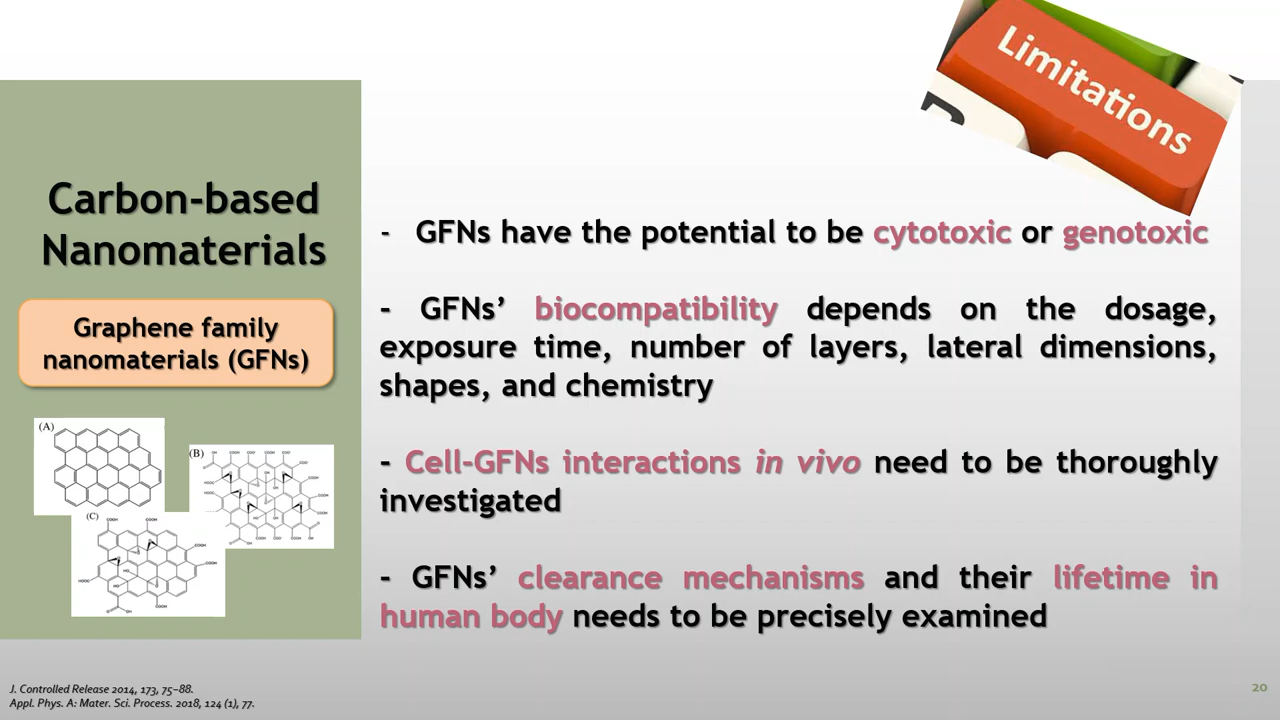 Limitations
Carbon-based
Nanomaterials
Graphene family
nanomaterials (GFNs)
(A)
(B)
(C)
- GFNs have the potential to be cytotoxic or genotoxic
- GFNs’ biocompatibility depends on the dosage,
exposure time, number of layers, lateral dimensions,
shapes, and chemistry
- Cell-GFNs interactions in vivo need to be thoroughly
investigated
- GFNs’ clearance mechanisms and their lifetime in
human body needs to be precisely examined
J. Controlled Release 2014, 173, 75–88.
Appl. Phys. A: Mater. Sci. Process. 2018, 124 (1), 77.
20